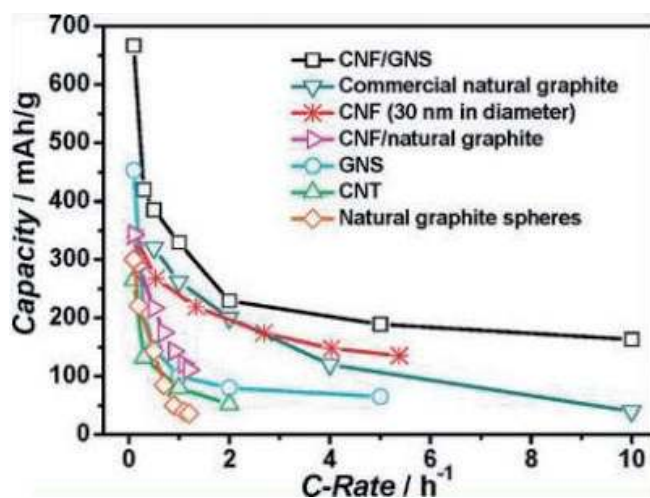 700
600
500
400
300
200
100
0
Capacity / mAh/g
CNF/GNS
Commercial natural graphite
CNF (30 nm in diameter)
CNF/natural graphite
GNS
CNT
Natural graphite spheres
0 2 4 6 8 10
C-Rate / h⁻¹